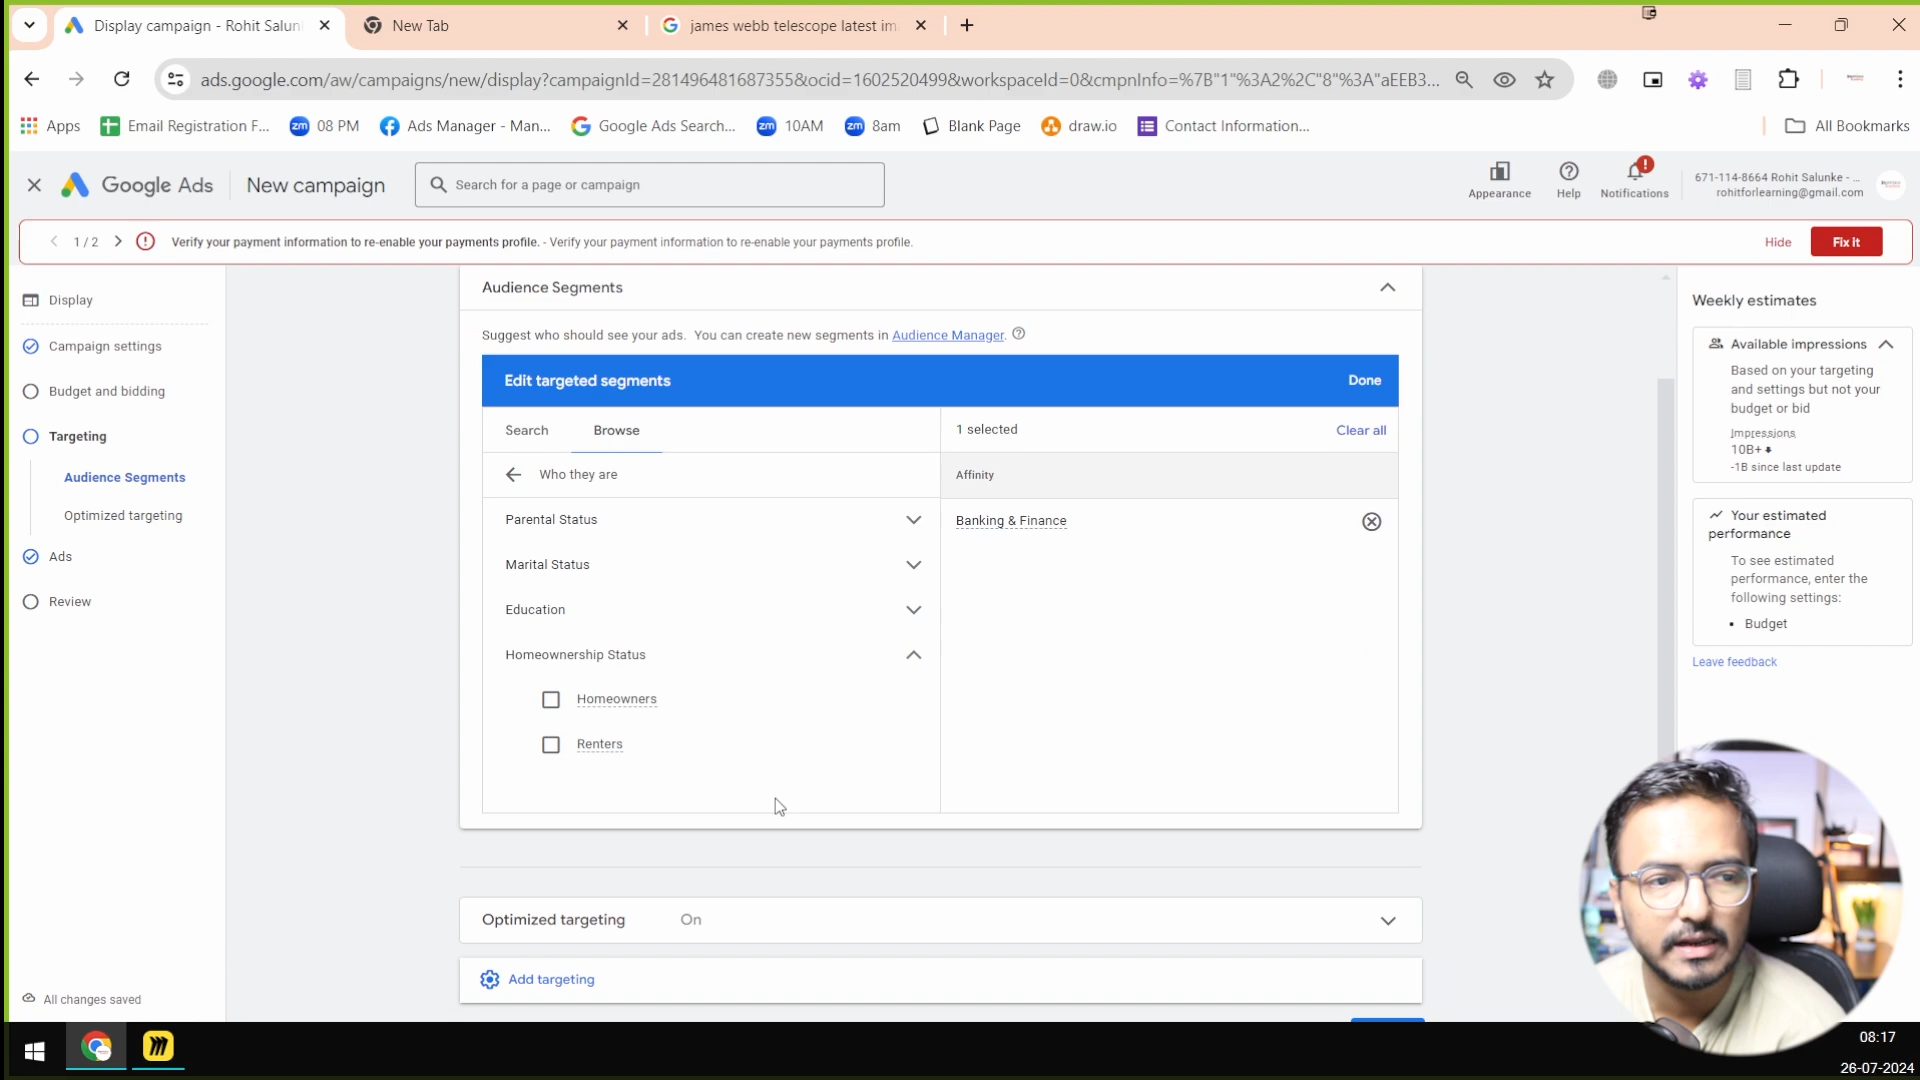 Display campaign - Rohit Salun
New Tab
james webb telescope latest im
ads.google.com/aw/campaigns/new/display?campaignId=281496481687355&ocid=1602520499&workspaceId=0&cmpnInfo=%7B"1"%3A2%2C"8"%3A"aEEB3...
Apps
Email Registration F...
zm 08 PM
Ads Manager - Man...
Google Ads Search...
zm 10AM
zm 8am
Blank Page
draw.io
Contact Information...
All Bookmarks
Google Ads
New campaign
Search for a page or campaign
Appearance
Help
Notifications
671-114-8664 Rohit Salunke - ...
rohitforlearning@gmail.com
1 / 2
Verify your payment information to re-enable your payments profile. - Verify your payment information to re-enable your payments profile.
Hide
Fix it
Display
Campaign settings
Budget and bidding
Targeting
Audience Segments
Optimized targeting
Ads
Review
All changes saved
Audience Segments
Suggest who should see your ads. You can create new segments in Audience Manager.
Edit targeted segments
Done
Search
Browse
1 selected
Clear all
Who they are
Affinity
Parental Status
Banking & Finance
Marital Status
Education
Homeownership Status
Homeowners
Renters
Optimized targeting
On
Add targeting
Weekly estimates
Available impressions
Based on your targeting
and settings but not your
budget or bid
Impressions
10B+
-1B since last update
Your estimated
performance
To see estimated
performance, enter the
following settings:
• Budget
Leave feedback
08:17
26-07-2024